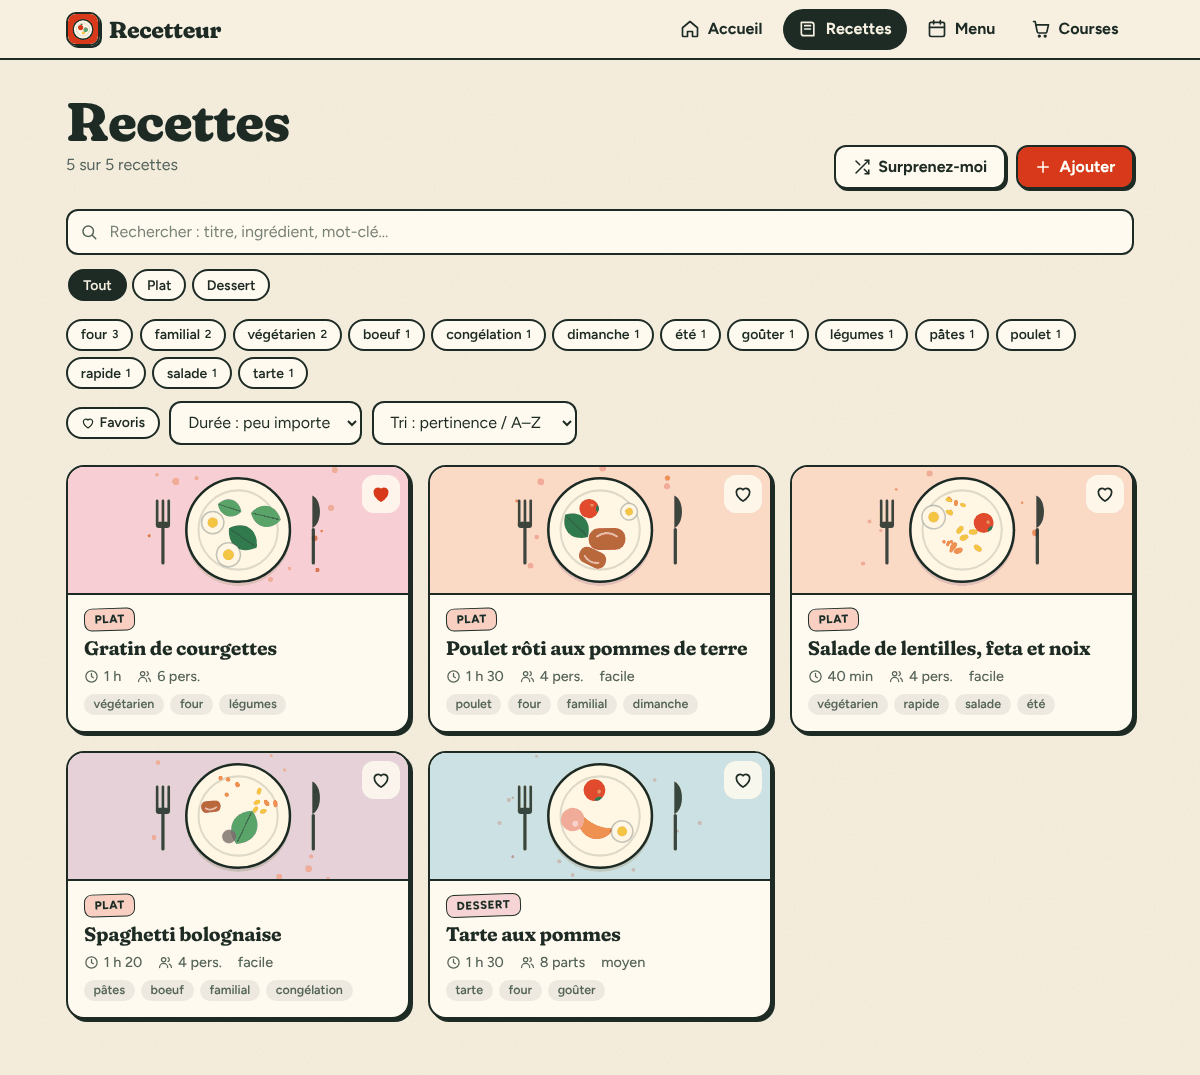 Recetteur
Accueil
Recettes
Menu
Courses
Recettes
5 sur 5 recettes
Surprenez-moi
Ajouter
Rechercher : titre, ingrédient, mot-clé…
Tout Plat Dessert
four 3 familial 2 végétarien 2 boeuf 1 congélation 1 dimanche 1 été 1 goûter 1 légumes 1 pâtes 1 poulet 1
rapide 1 salade 1 tarte 1
Favoris Durée : peu importe Tri : pertinence / A–Z
PLAT
Gratin de courgettes
1 h 6 pers.
végétarien four légumes
PLAT
Poulet rôti aux pommes de terre
1 h 30 4 pers. facile
poulet four familial dimanche
PLAT
Salade de lentilles, feta et noix
40 min 4 pers. facile
végétarien rapide salade été
PLAT
Spaghetti bolognaise
1 h 20 4 pers. facile
pâtes boeuf familial congélation
DESSERT
Tarte aux pommes
1 h 30 8 parts moyen
tarte four goûter